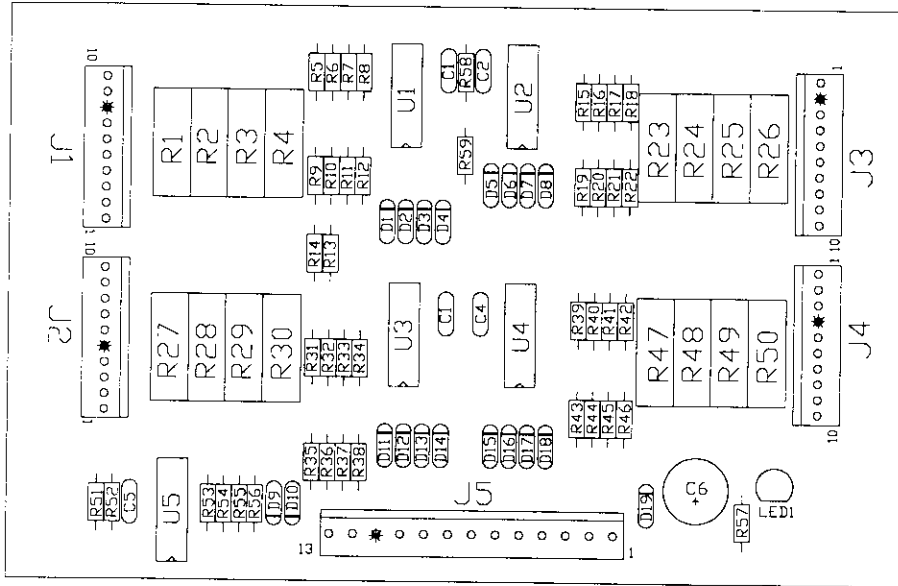 10
J1
1
R1
R2
R3
R4
R5
R6
R7
R8
U1
C1
R58
C2
U2
R59
R15
R16
R17
R18
R23
R24
R25
R26
1
J3
10
R9
R10
R11
R12
D1
D2
D3
D4
D5
D6
D7
D8
R19
R20
R21
R22
R14
R13
10
J2
1
R27
R28
R29
R30
R31
R32
R33
R34
U3
C1
C4
U4
R39
R40
R41
R42
R47
R48
R49
R50
1
J4
10
R35
R36
R37
R38
D11
D12
D13
D14
D15
D16
D17
D18
R43
R44
R45
R46
R51
R52
C5
U5
R53
R54
R55
R56
D9
D10
J5
13
1
D19
C6
+
R57
LED1